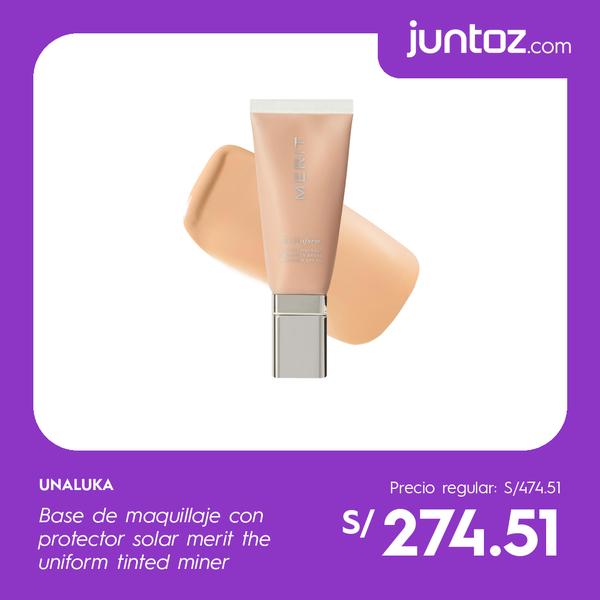 juntoz.com
MERIT
UNALUKA
Base de maquillaje con
protector solar merit the
uniform tinted miner
Precio regular: S/474.51
S/ 274.51